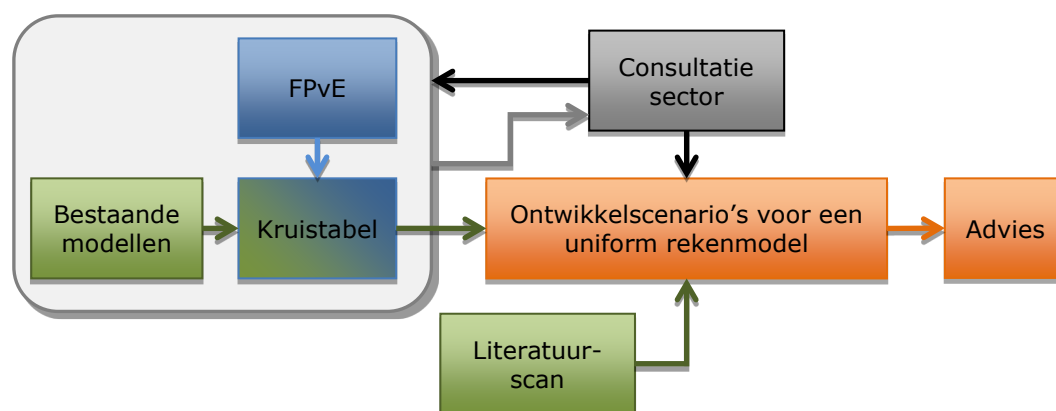 FPvE
Consultatie
sector
Bestaande
modellen
Kruistabel
Ontwikkelscenario’s voor een
uniform rekenmodel
Advies
Literatuur-
scan